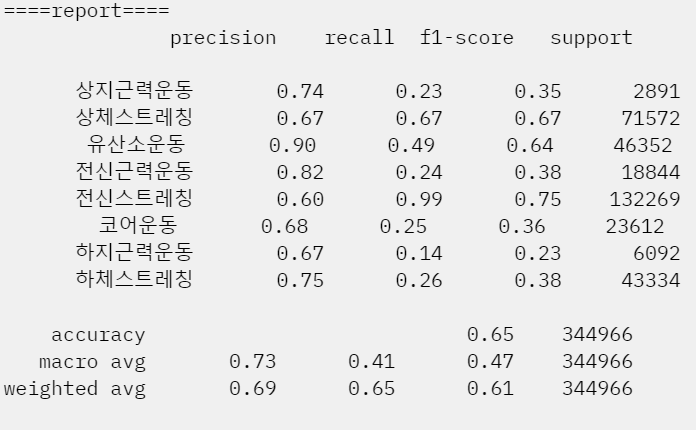 ====report====
precision recall f1-score support
상지근력운동 0.74 0.23 0.35 2891
상체스트레칭 0.67 0.67 0.67 71572
유산소운동 0.90 0.49 0.64 46352
전신근력운동 0.82 0.24 0.38 18844
전신스트레칭 0.60 0.99 0.75 132269
코어운동 0.68 0.25 0.36 23612
하지근력운동 0.67 0.14 0.23 6092
하체스트레칭 0.75 0.26 0.38 43334
accuracy 0.65 344966
macro avg 0.73 0.41 0.47 344966
weighted avg 0.69 0.65 0.61 344966